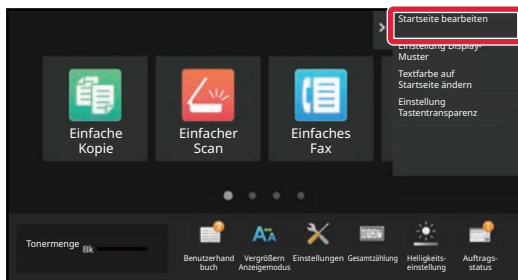 Startseite bearbeiten
Einstellung Display-
Muster
Textfarbe auf
Startseite ändern
Einstellung
Tastentransparenz
Einfache
Kopie
Einfacher
Scan
Einfaches
Fax
Tonermenge Bk
Benutzerhand
buch
Vergrößern
Anzeigemodus
Einstellungen
Gesamtzählung
Helligkeits-
einstellung
Auftrags-
status